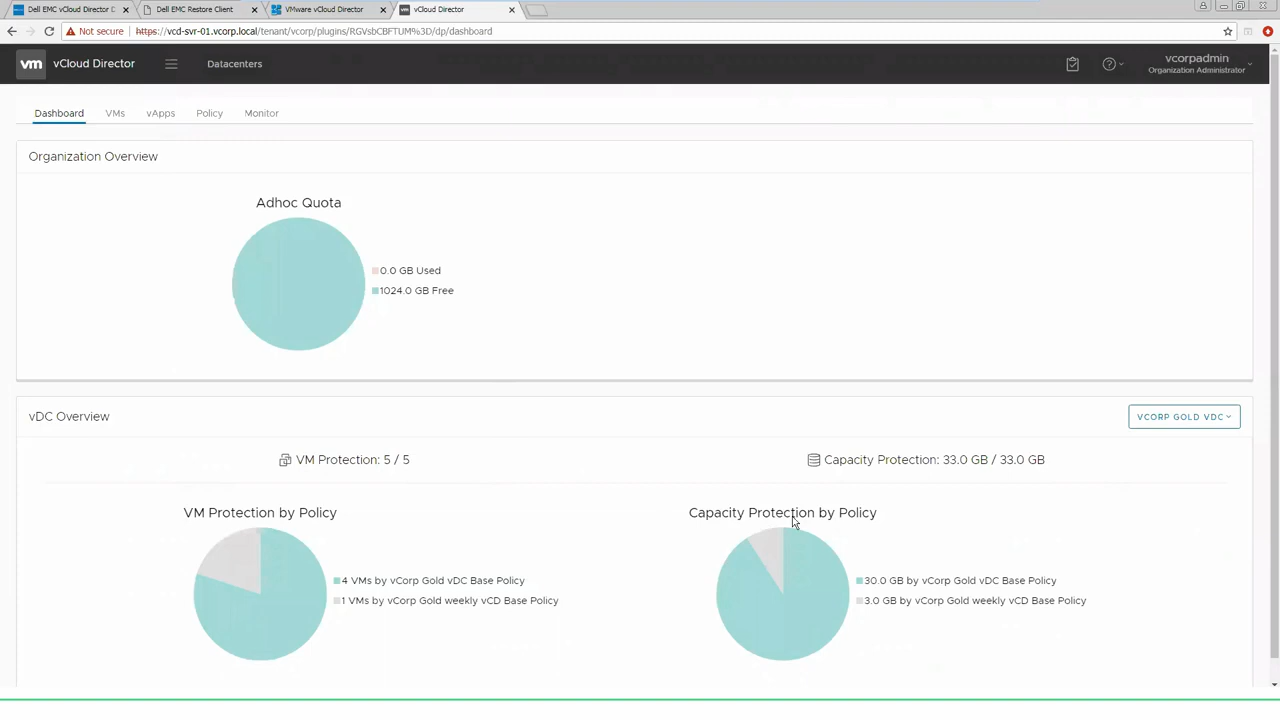 Dell EMC vCloud Director D
Dell EMC Restore Client
VMware vCloud Director
vCloud Director
Not secure https://vcd-svr-01.vcorp.local/tenant/vcorp/plugins/RGVsbCBFTUM%3D/dp/dashboard
vm vCloud Director Datacenters
vcorpadmin
Organization Administrator
Dashboard VMs vApps Policy Monitor
Organization Overview
Adhoc Quota
0.0 GB Used
1024.0 GB Free
vDC Overview
VCORP GOLD VDC
VM Protection: 5 / 5
Capacity Protection: 33.0 GB / 33.0 GB
VM Protection by Policy
4 VMs by vCorp Gold vDC Base Policy
1 VMs by vCorp Gold weekly vCD Base Policy
Capacity Protection by Policy
30.0 GB by vCorp Gold vDC Base Policy
3.0 GB by vCorp Gold weekly vCD Base Policy